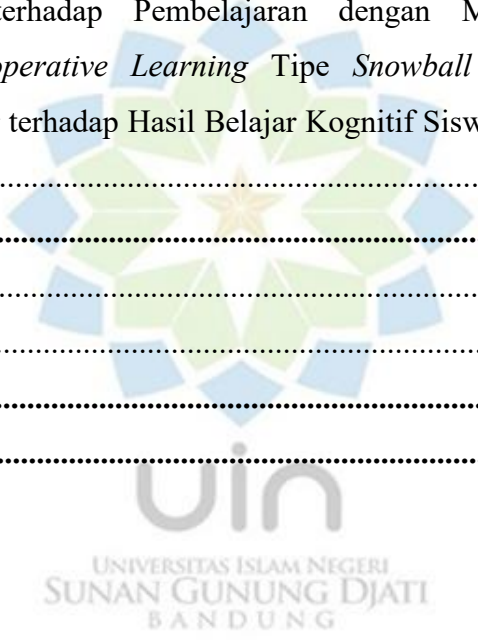 terhadap Pembelajaran dengan M
operative Learning Tipe Snowball
terhadap Hasil Belajar Kognitif Sisw
................................................................
................................................................
................................................................
................................................................
................................................................
................................................................
uin
UNIVERSITAS ISLAM NEGERI
SUNAN GUNUNG DJATI
BANDUNG